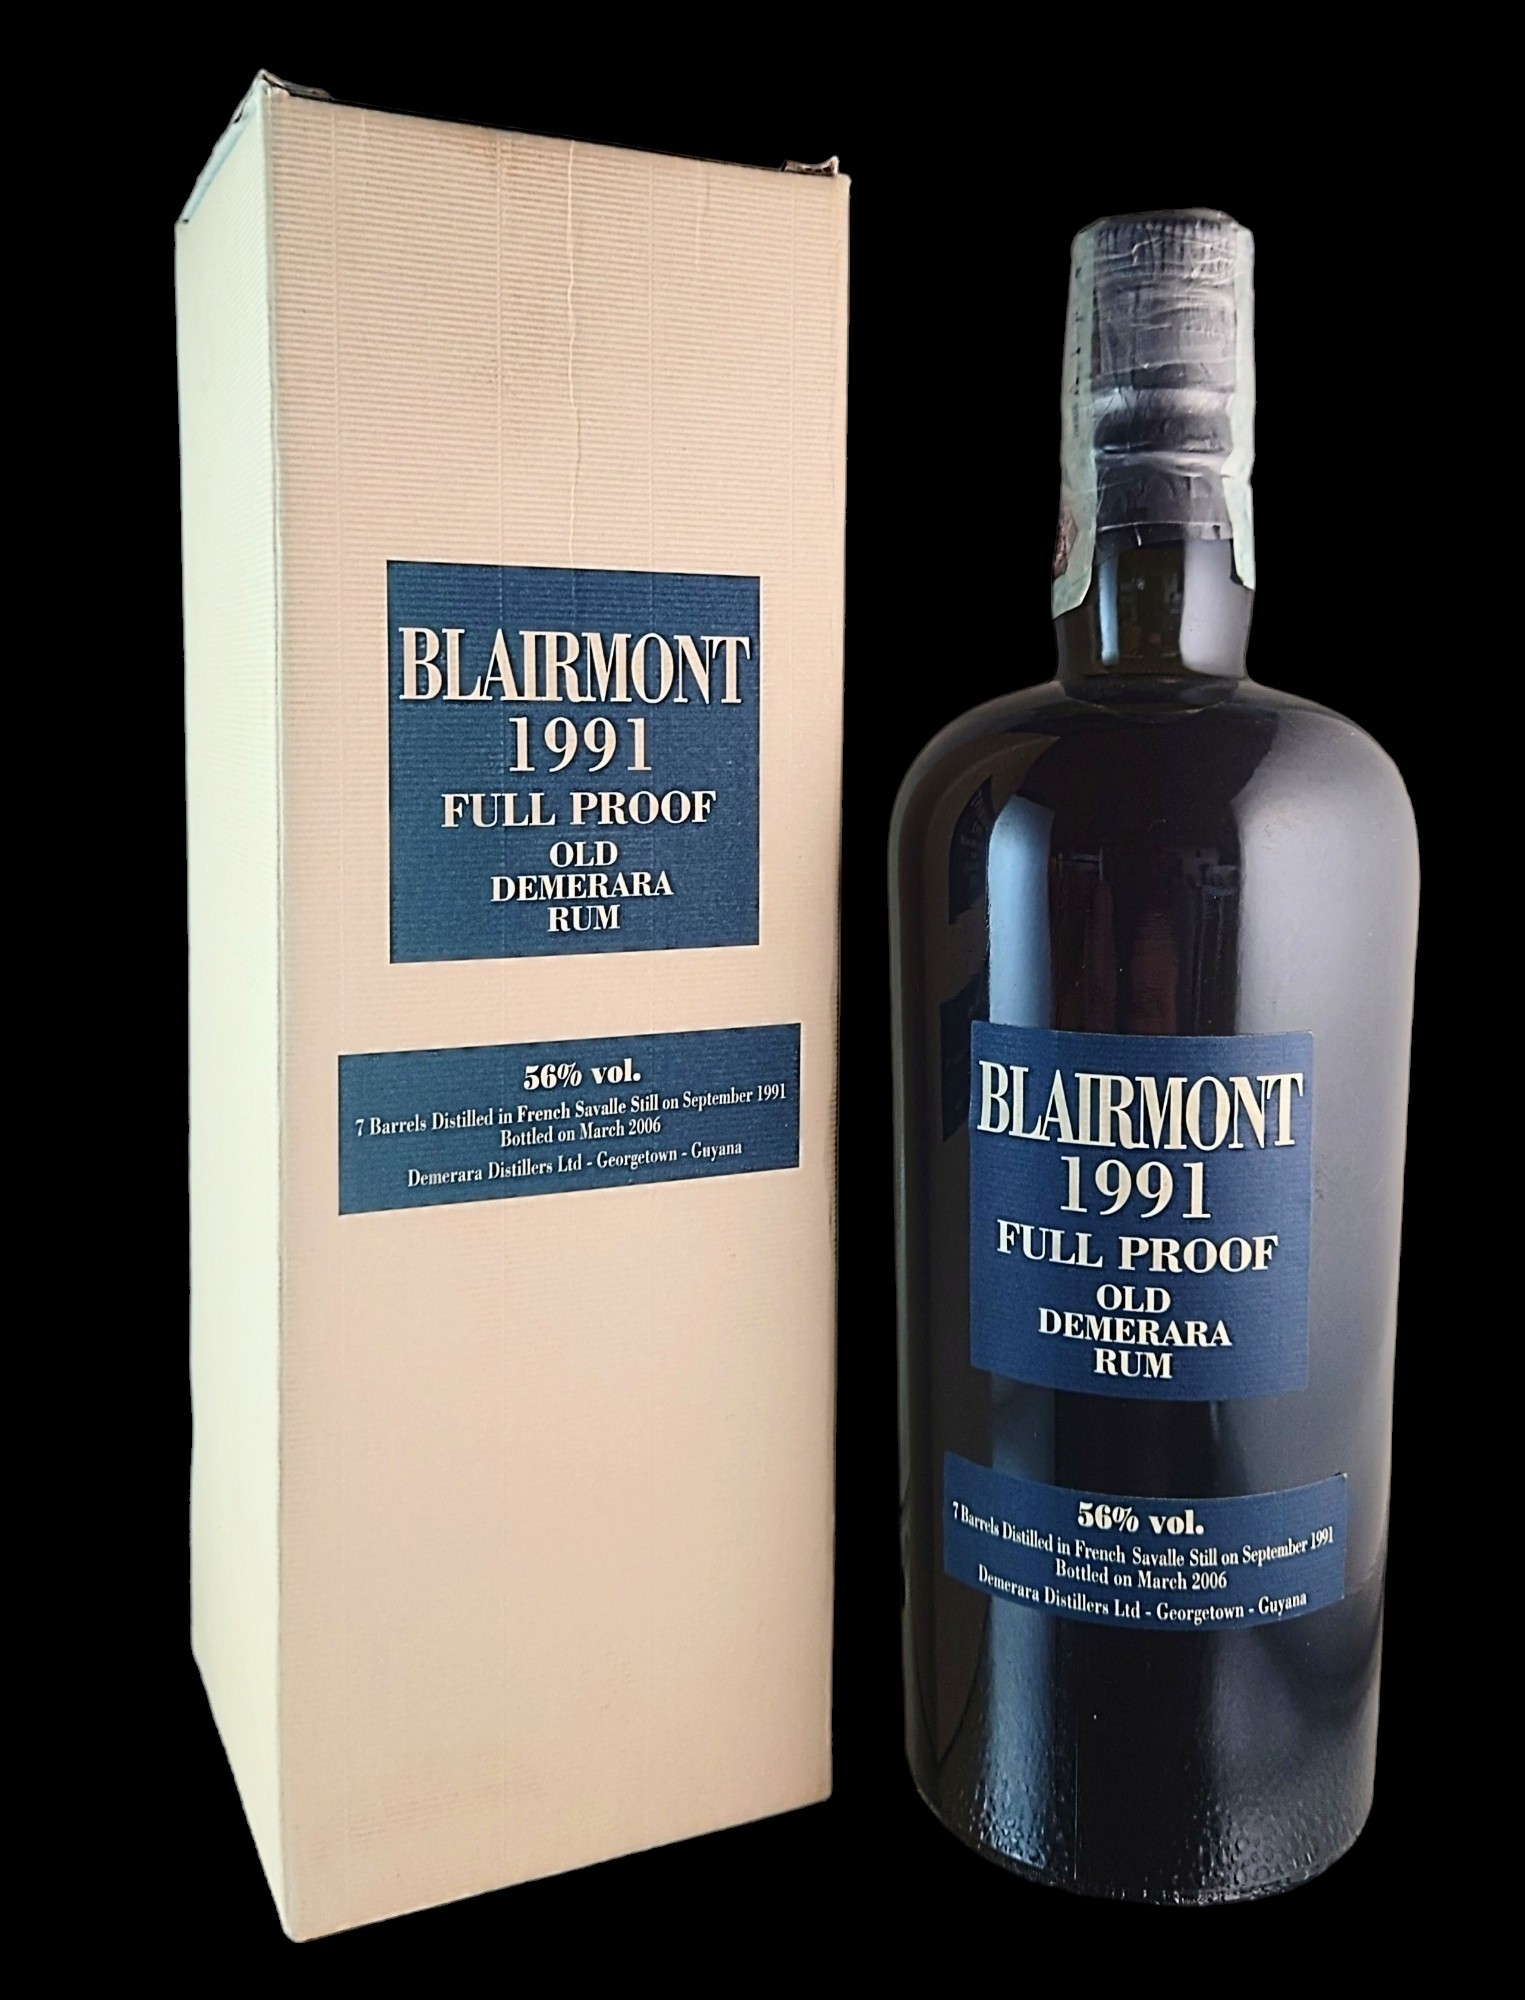 BLAIRMONT
1991
FULL PROOF
OLD
DEMERARA
RUM
56% vol.
7 Barrels Distilled in French Savalle Still on September 1991
Bottled on March 2006
Demerara Distillers Ltd - Georgetown - Guyana
BLAIRMONT
1991
FULL PROOF
OLD
DEMERARA
RUM
56% vol.
7 Barrels Distilled in French Savalle Still on September 1991
Bottled on March 2006
Demerara Distillers Ltd - Georgetown - Guyana